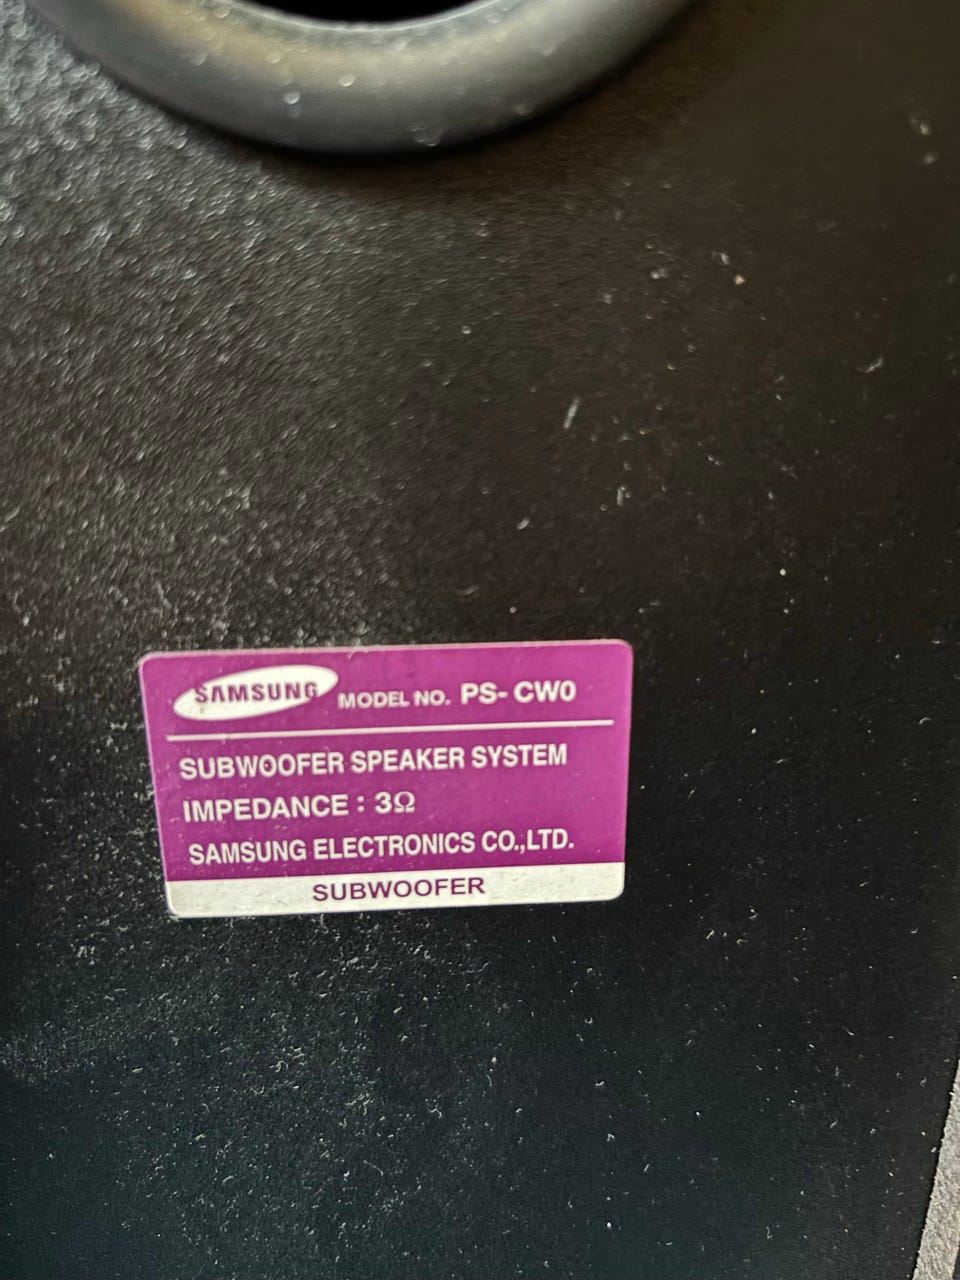 SAMSUNG MODEL NO. PS- CW0
SUBWOOFER SPEAKER SYSTEM
IMPEDANCE : 3Ω
SAMSUNG ELECTRONICS CO.,LTD.
SUBWOOFER